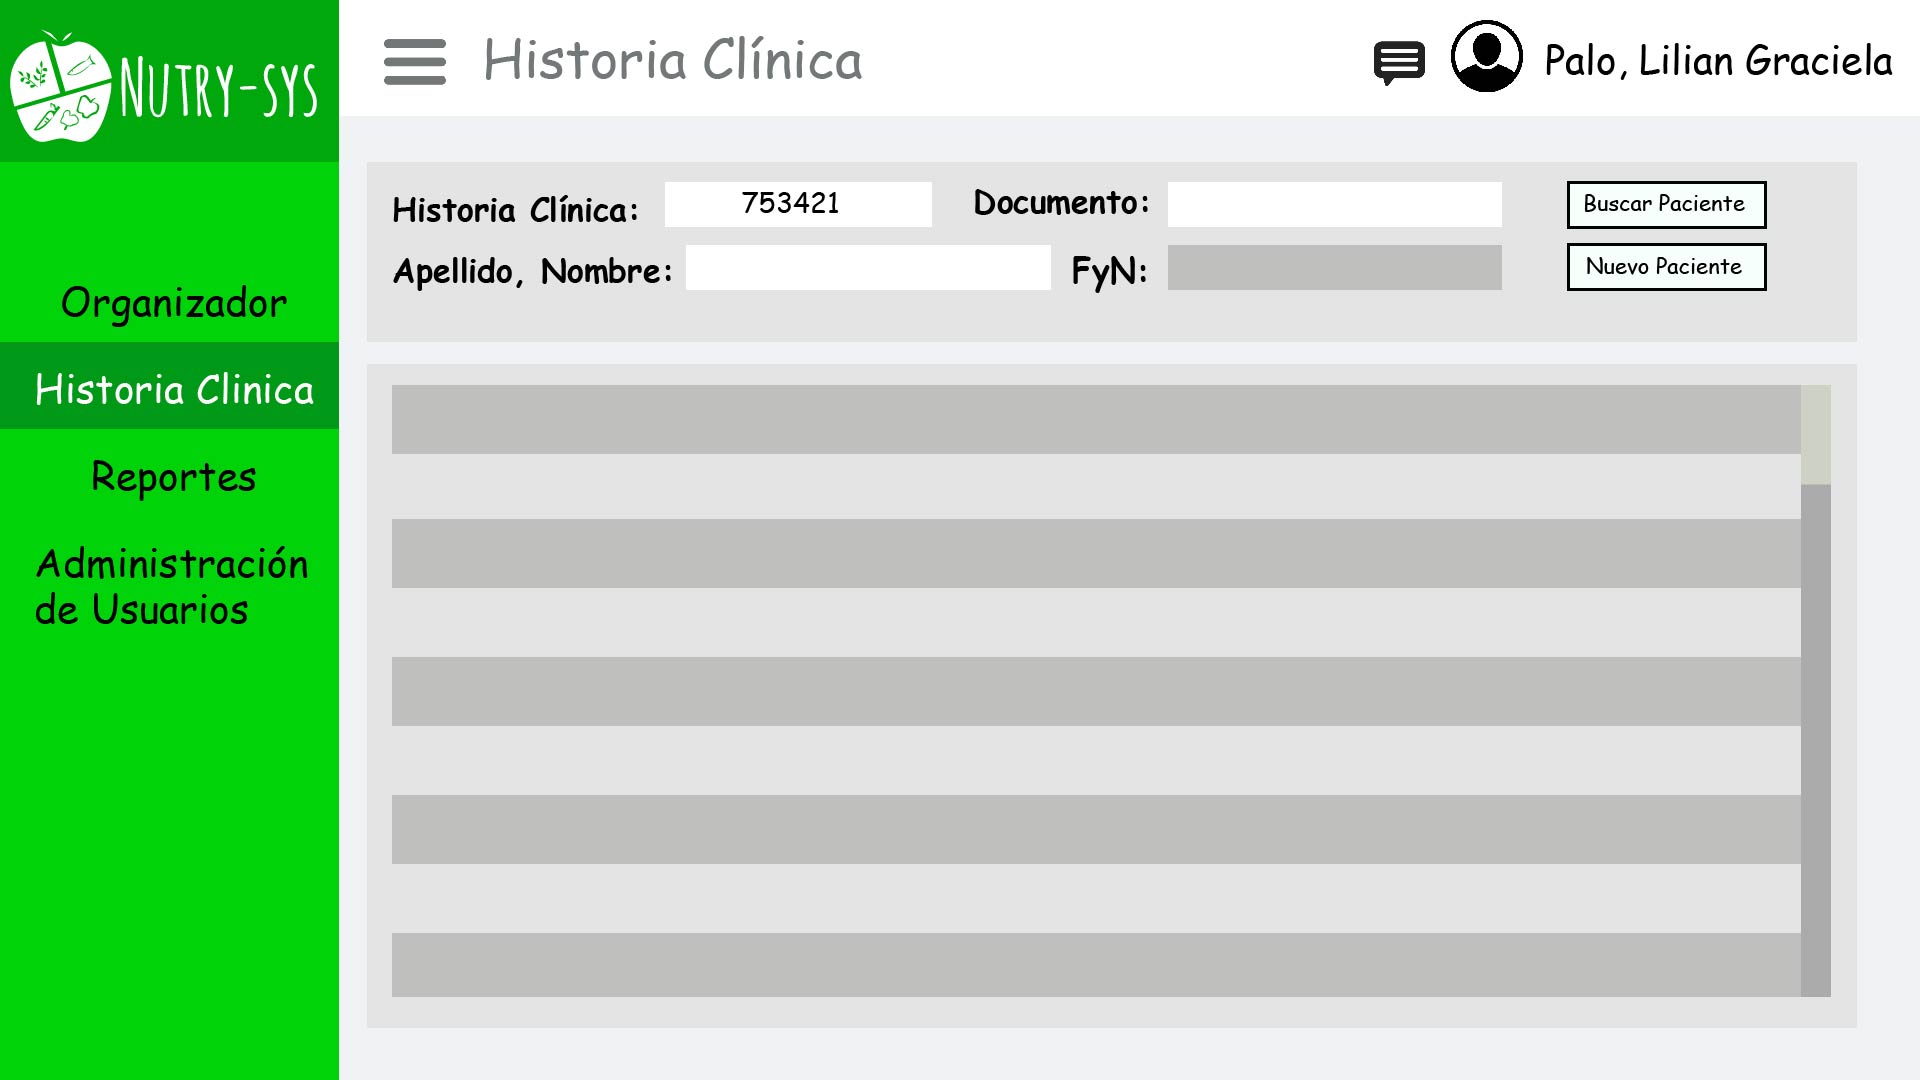 NUTRY-SYS
Historia Clínica
Palo, Lilian Graciela
Organizador
Historia Clinica
Reportes
Administración
de Usuarios
Historia Clínica: 753421 Documento: Buscar Paciente
Apellido, Nombre: FyN: Nuevo Paciente